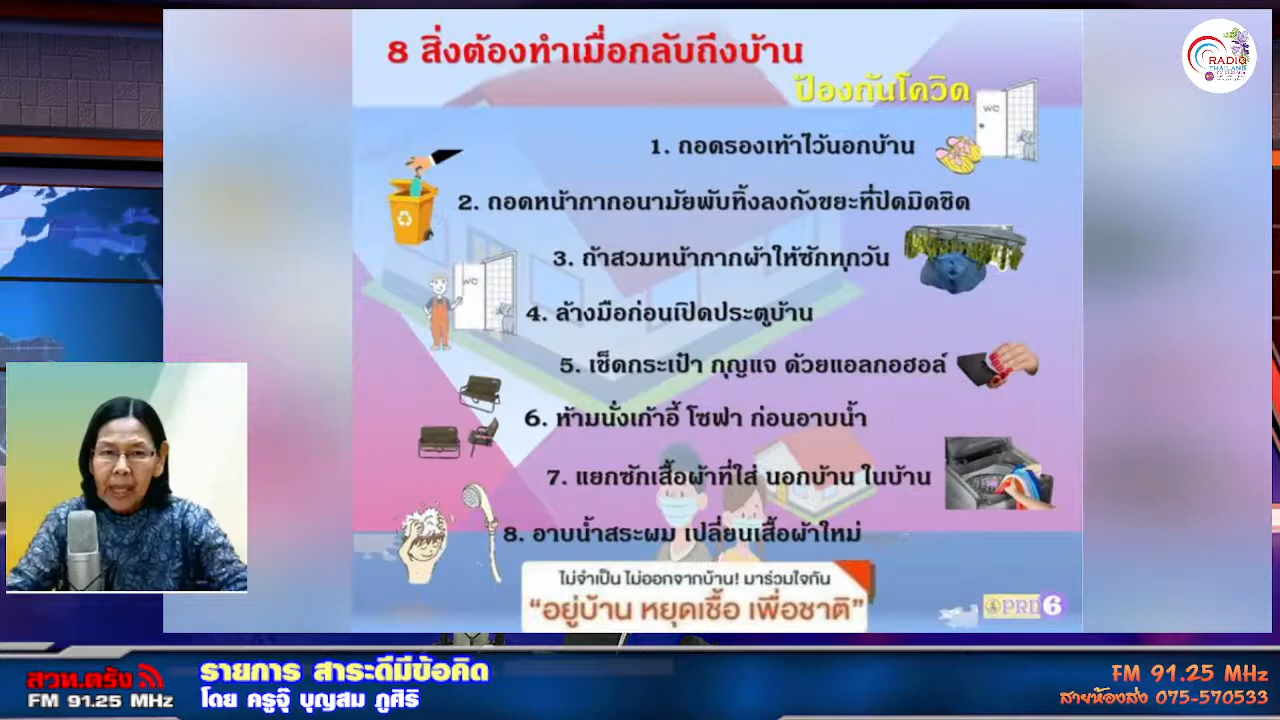 8 สิ่งต้องทำเมื่อกลับถึงบ้าน
ป้องกันโควิด
RADIO
THAILAND
WC
1. ถอดรองเท้าไว้นอกบ้าน
2. ถอดหน้ากากอนามัยพับทิ้งลงถังขยะที่ปิดมิดชิด
3. ถ้าสวมหน้ากากผ้าให้ซักทุกวัน
WC
4. ล้างมือก่อนเปิดประตูบ้าน
5. เช็ดกระเป๋า กุญแจ ด้วยแอลกอฮอล์
6. ห้ามนั่งเก้าอี้ โซฟา ก่อนอาบน้ำ
7. แยกซักเสื้อผ้าที่ใส่ นอกบ้าน ในบ้าน
8. อาบน้ำสระผม เปลี่ยนเสื้อผ้าใหม่
ไม่จำเป็น ไม่ออกจากบ้าน! มาร่วมใจกัน
“อยู่บ้าน หยุดเชื้อ เพื่อชาติ”
PRD6
สวท.ตรัง
FM 91.25 MHz
รายการ สาระดีมีข้อคิด
โดย ครูจุ๊ บุญสม ภูศิริ
FM 91.25 MHz
สายห้องส่ง 075-570533